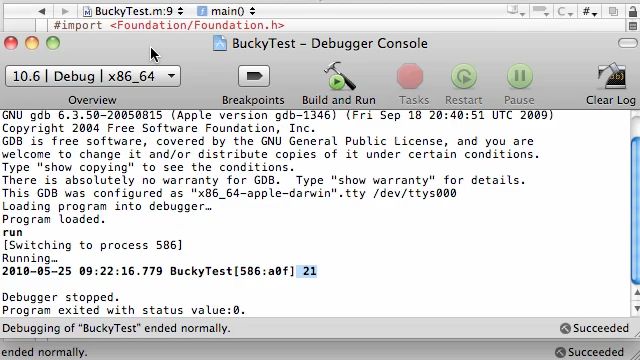 BuckyTest.m:9 main()
#import <Foundation/Foundation.h>
BuckyTest – Debugger Console
10.6 | Debug | x86_64
Overview Breakpoints Build and Run Tasks Restart Pause Clear Log
GNU gdb 6.3.50-20050815 (Apple version gdb-1346) (Fri Sep 18 20:40:51 UTC 2009)
Copyright 2004 Free Software Foundation, Inc.
GDB is free software, covered by the GNU General Public License, and you are
welcome to change it and/or distribute copies of it under certain conditions.
Type "show copying" to see the conditions.
There is absolutely no warranty for GDB.  Type "show warranty" for details.
This GDB was configured as "x86_64-apple-darwin".tty /dev/ttys000
Loading program into debugger…
Program loaded.
run
[Switching to process 586]
Running…
2010-05-25 09:22:16.779 BuckyTest[586:a0f] 21
Debugger stopped.
Program exited with status value:0.
Debugging of "BuckyTest" ended normally. Succeeded
ended normally. Succeeded